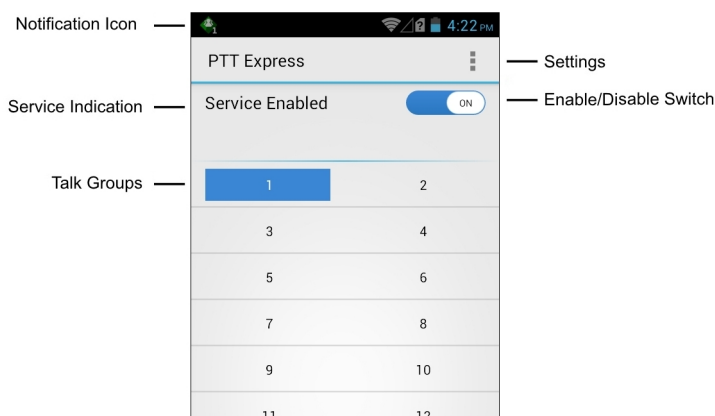 Notification Icon
1
4:22 PM
PTT Express
Settings
Service Indication
Service Enabled
ON
Enable/Disable Switch
Talk Groups
1 2
3 4
5 6
7 8
9 10
11 12